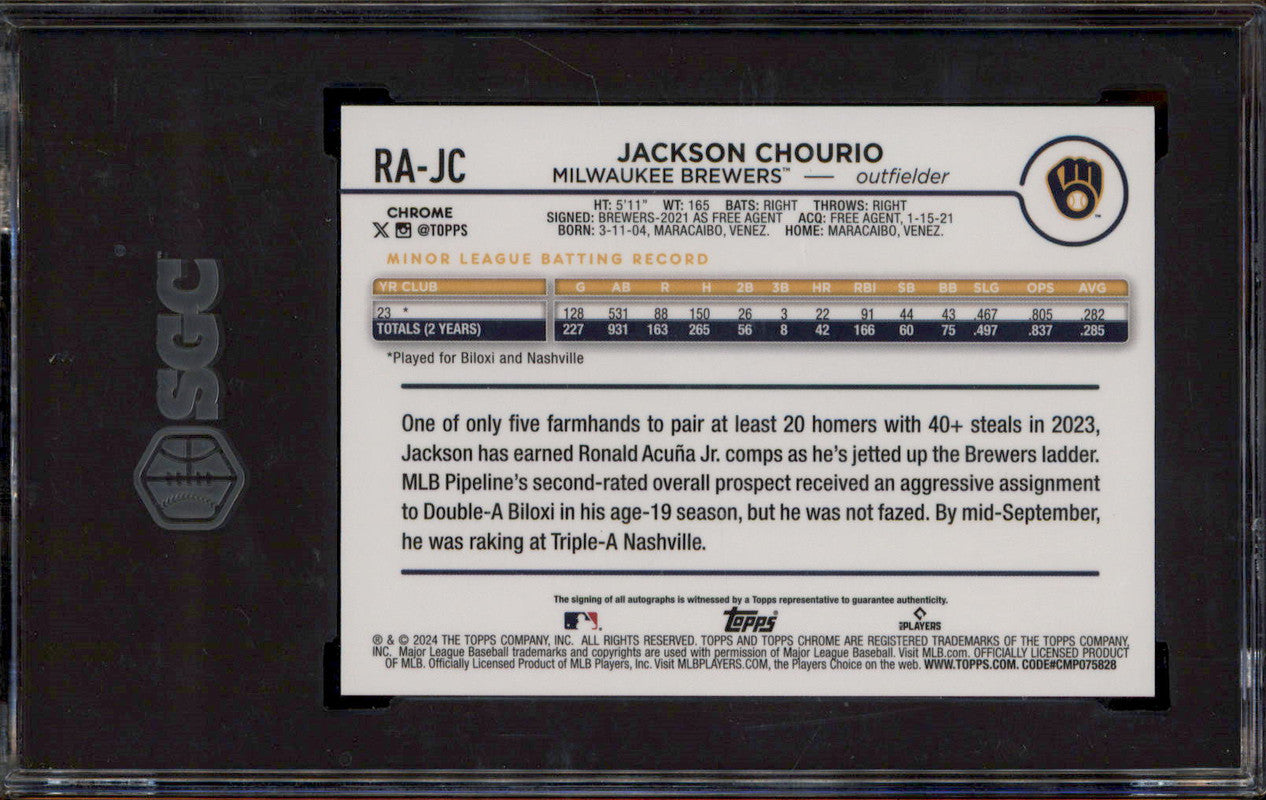 SGC
RA-JC
JACKSON CHOURIO
MILWAUKEE BREWERS™ — outfielder
CHROME
@TOPPS
HT: 5'11" WT: 165 BATS: RIGHT THROWS: RIGHT
SIGNED: BREWERS-2021 AS FREE AGENT ACQ: FREE AGENT, 1-15-21
BORN: 3-11-04, MARACAIBO, VENEZ. HOME: MARACAIBO, VENEZ.
MINOR LEAGUE BATTING RECORD
YR CLUB G AB R H 2B 3B HR RBI SB BB SLG OPS AVG
23 * 128 531 88 150 26 3 22 91 44 43 .467 .805 .282
TOTALS (2 YEARS) 227 931 163 265 56 8 42 166 60 75 .497 .837 .285
*Played for Biloxi and Nashville
One of only five farmhands to pair at least 20 homers with 40+ steals in 2023,
Jackson has earned Ronald Acuña Jr. comps as he's jetted up the Brewers ladder.
MLB Pipeline's second-rated overall prospect received an aggressive assignment
to Double-A Biloxi in his age-19 season, but he was not fazed. By mid-September,
he was raking at Triple-A Nashville.
The signing of all autographs is witnessed by a Topps representative to guarantee authenticity.
topps
PLAYERS
® & © 2024 THE TOPPS COMPANY, INC. ALL RIGHTS RESERVED. TOPPS AND TOPPS CHROME ARE REGISTERED TRADEMARKS OF THE TOPPS COMPANY,
INC. Major League Baseball trademarks and copyrights are used with permission of Major League Baseball. Visit MLB.com. OFFICIALLY LICENSED PRODUCT
OF MLB. Officially Licensed Product of MLB Players, Inc. Visit MLBPLAYERS.COM, the Players Choice on the web. WWW.TOPPS.COM. CODE#CMP075828